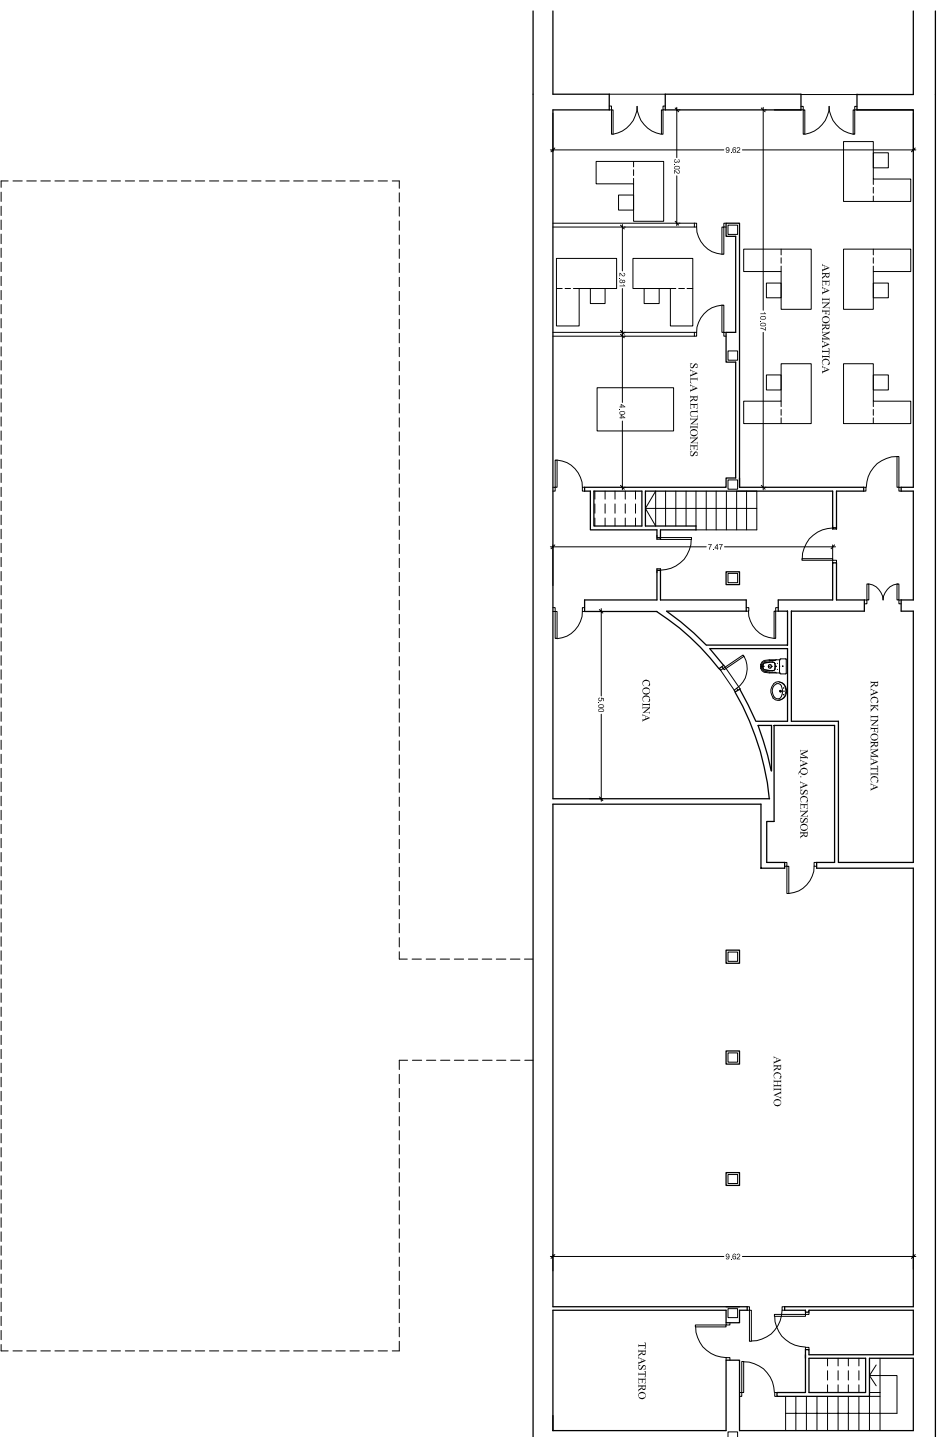 9.62
3.02
AREA INFORMATICA
2.81
10.07
SALA REUNIONES
4.04
7.47
COCINA
5.00
RACK INFORMATICA
MAQ. ASCENSOR
ARCHIVO
9.62
TRASTERO